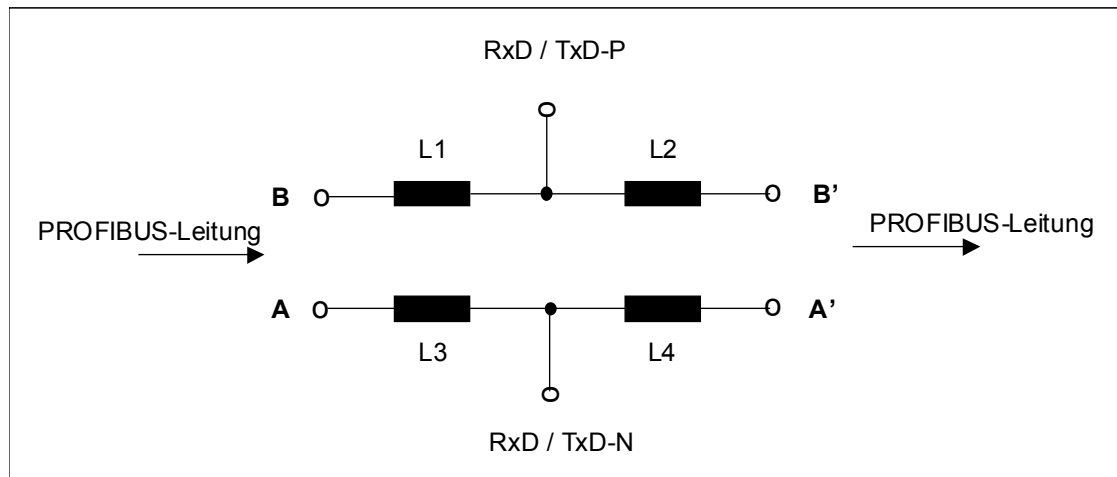 RxD / TxD-P
L1
L2
B
B’
PROFIBUS-Leitung
PROFIBUS-Leitung
A
A’
L3
L4
RxD / TxD-N